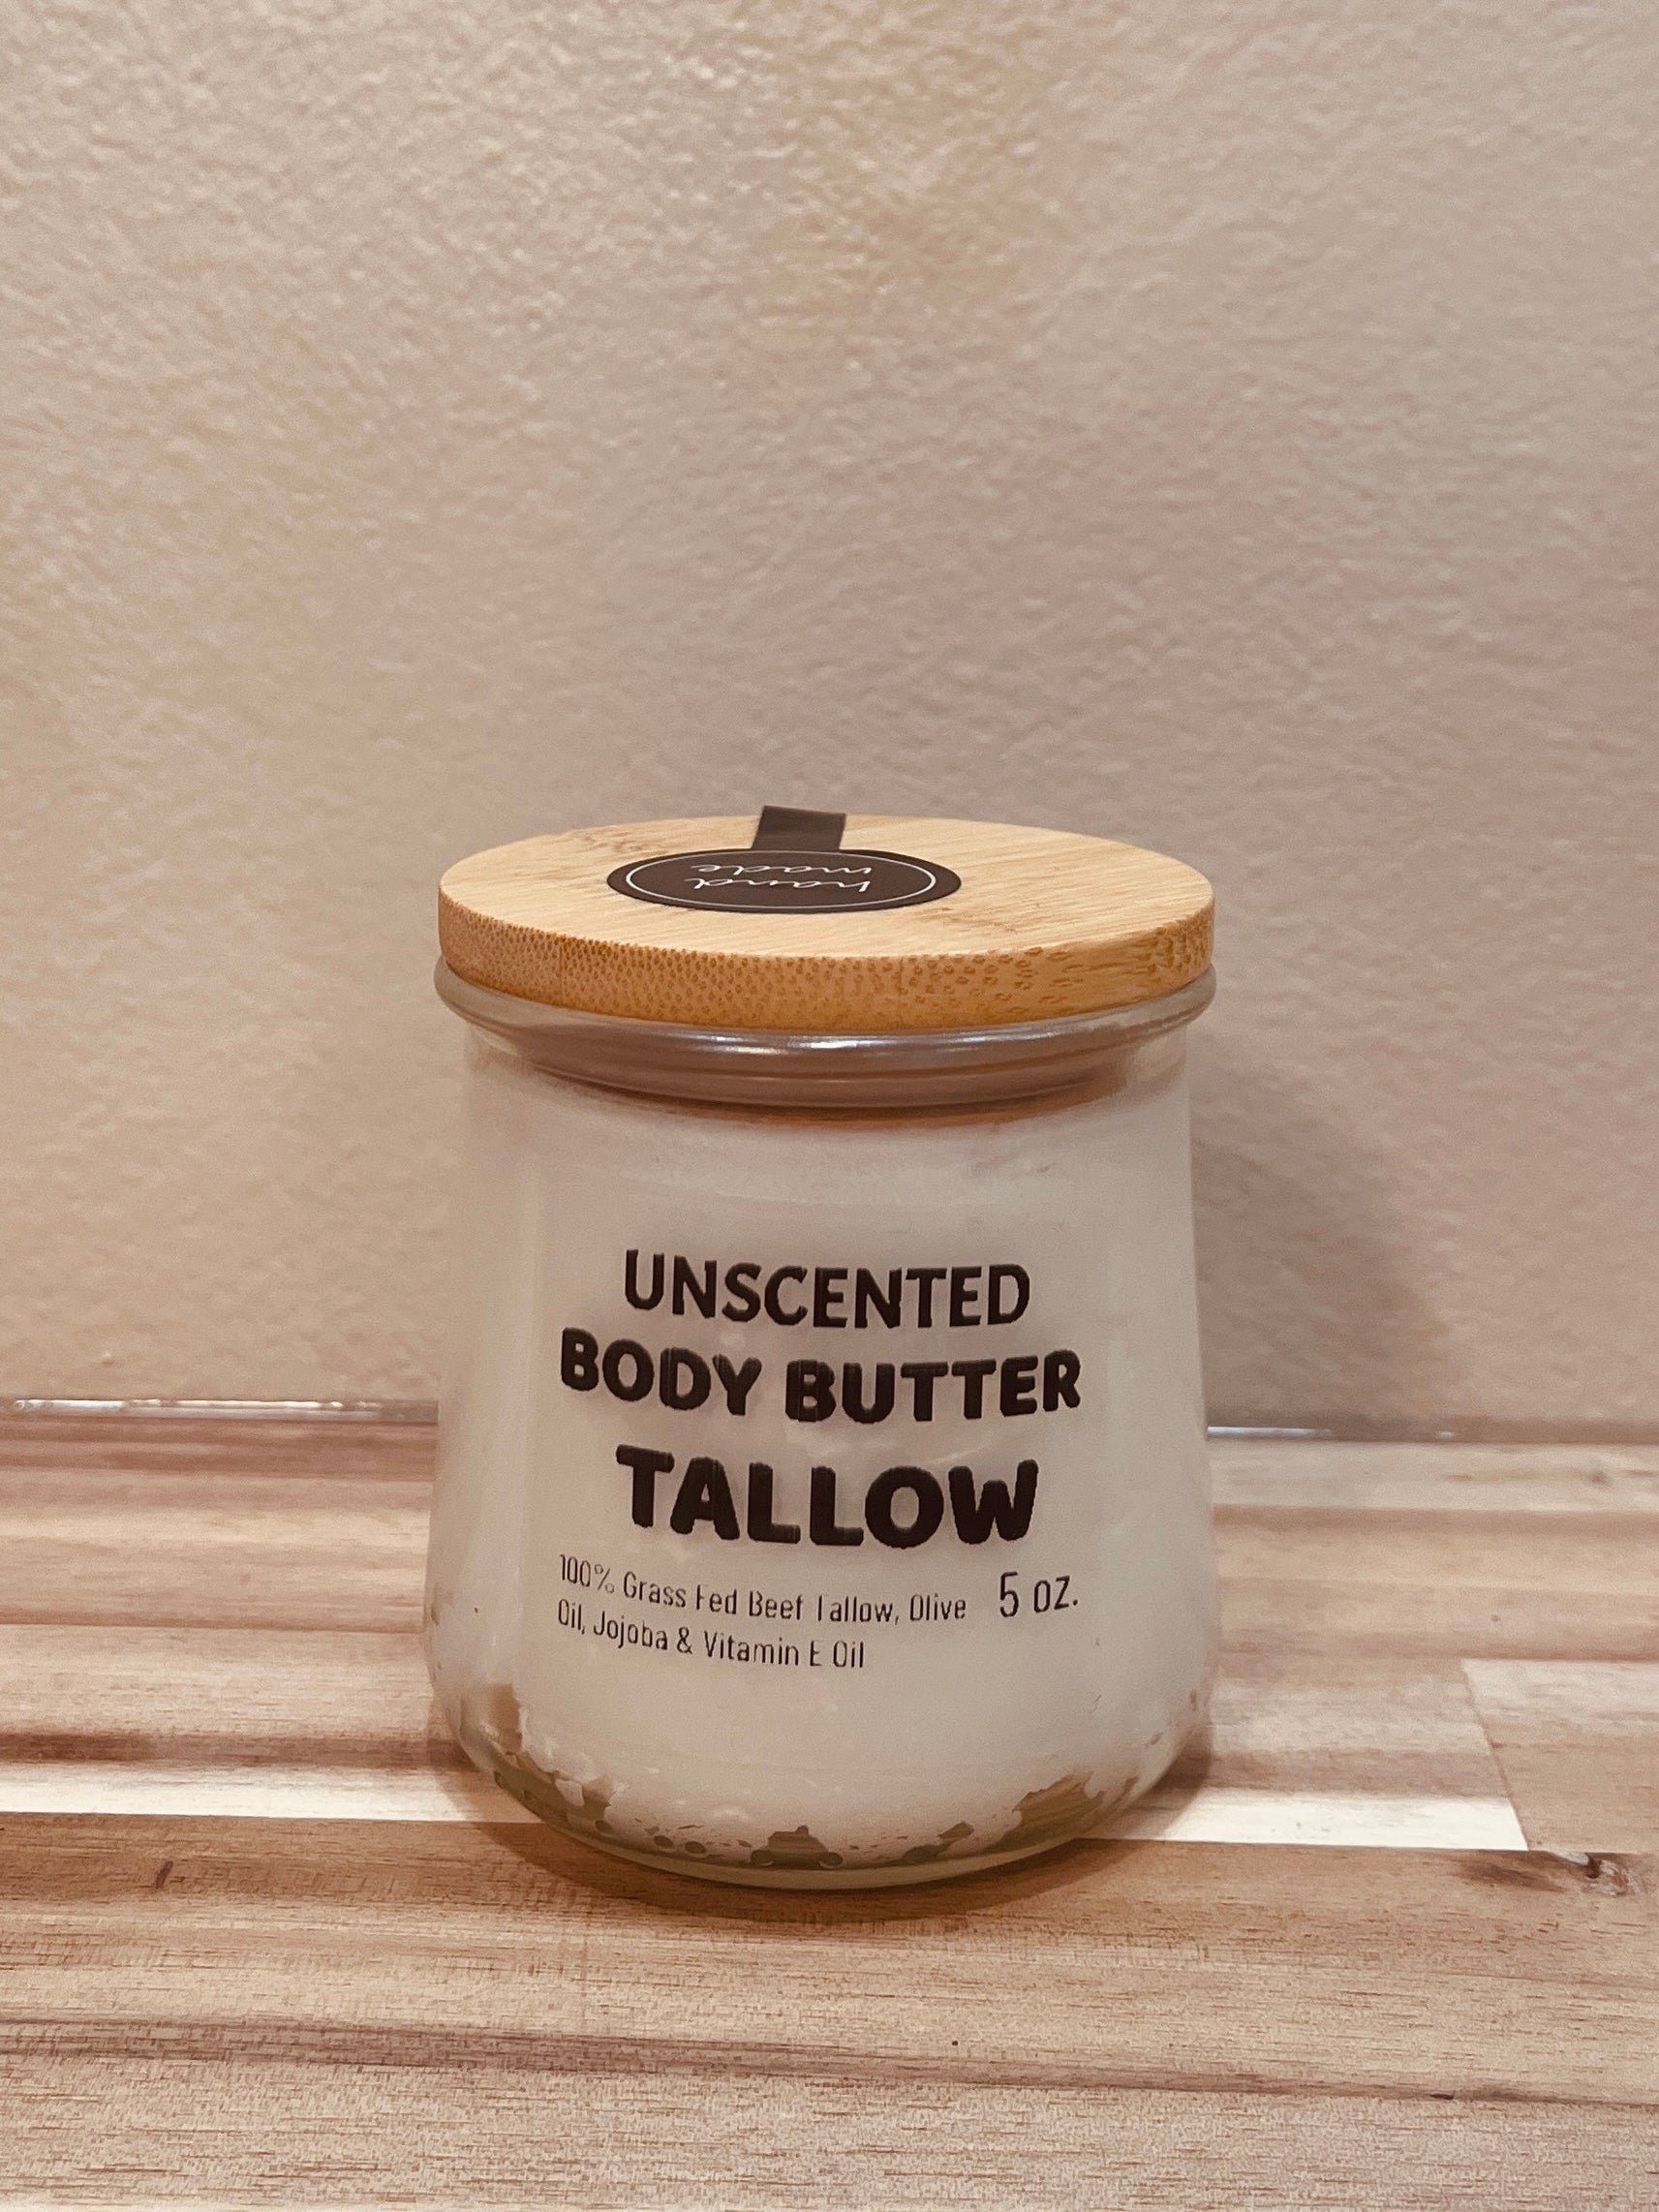 hand
made
UNSCENTED
BODY BUTTER
TALLOW
100% Grass Fed Beef Tallow, Olive
Oil, Jojoba & Vitamin E Oil
5 oz.